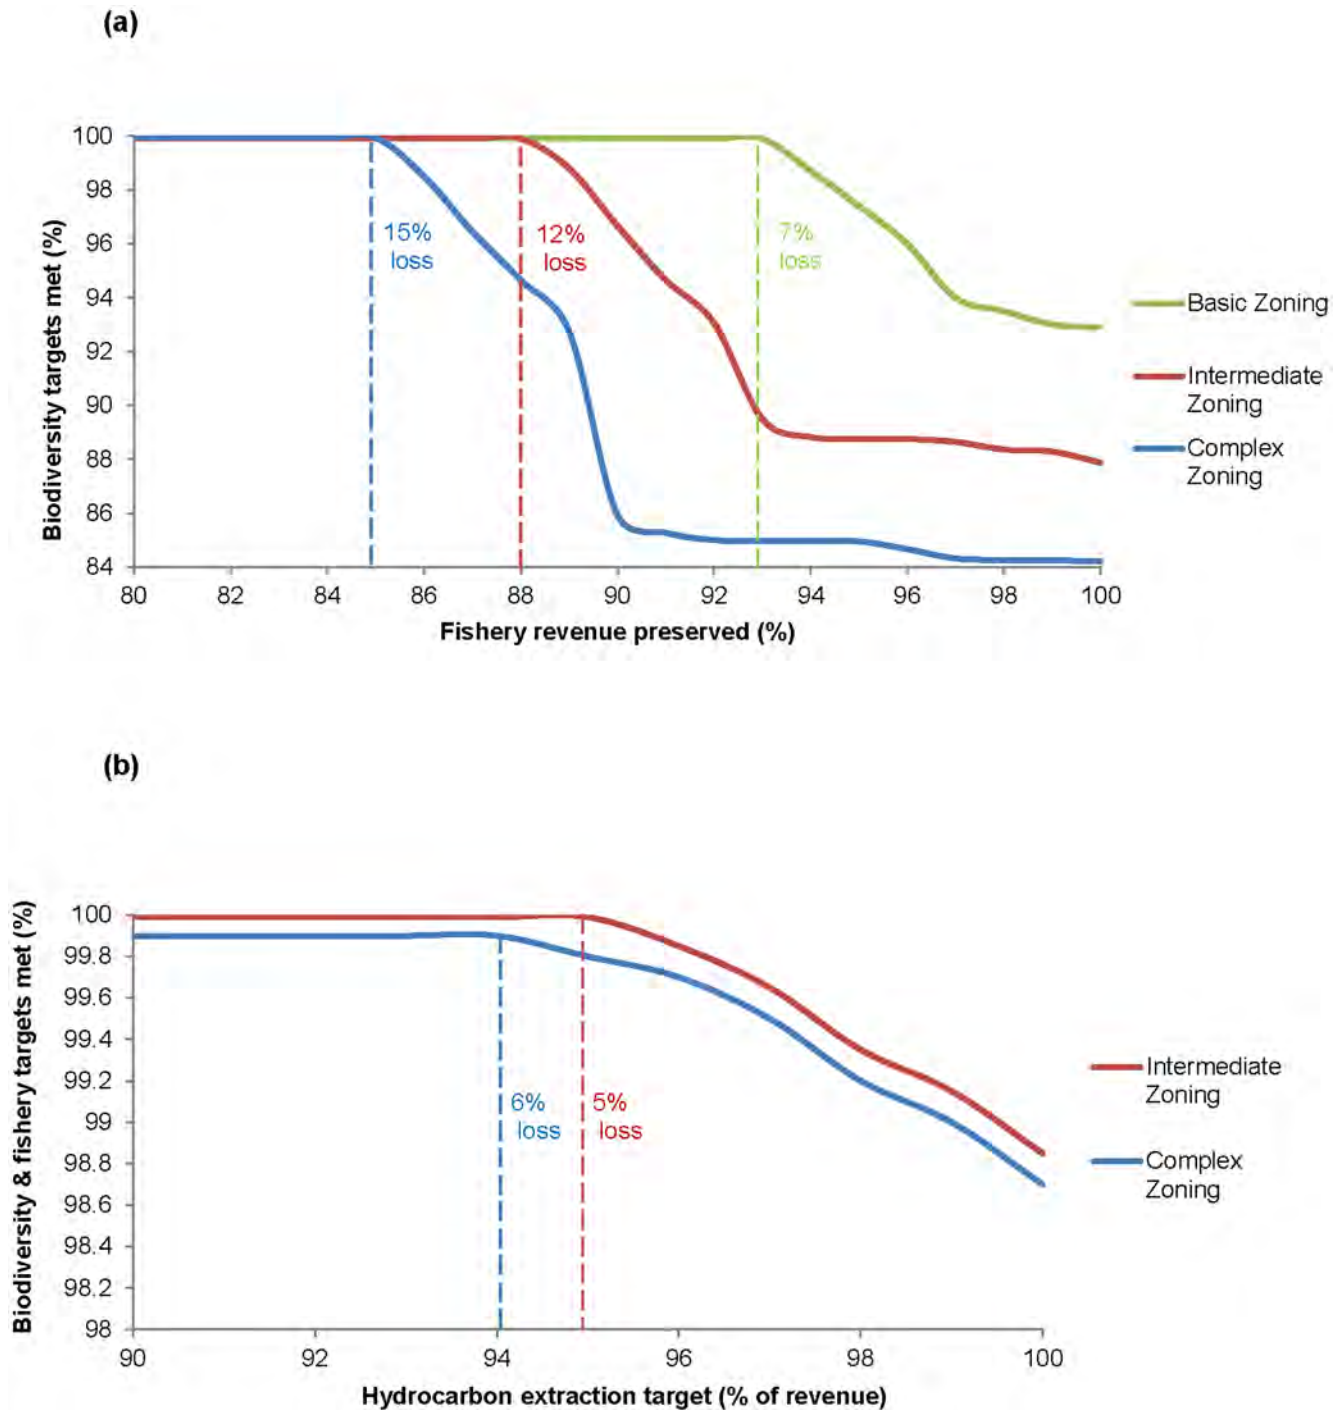 (a)
Biodiversity targets met (%)
100
98
96
94
92
90
88
86
84
15%
loss
12%
loss
7%
loss
80 82 84 86 88 90 92 94 96 98 100
Fishery revenue preserved (%)
Basic Zoning
Intermediate
Zoning
Complex
Zoning
(b)
Biodiversity & fishery targets met (%)
100
99.8
99.6
99.4
99.2
99
98.8
98.6
98.4
98.2
98
6%
loss
5%
loss
90 92 94 96 98 100
Hydrocarbon extraction target (% of revenue)
Intermediate
Zoning
Complex
Zoning